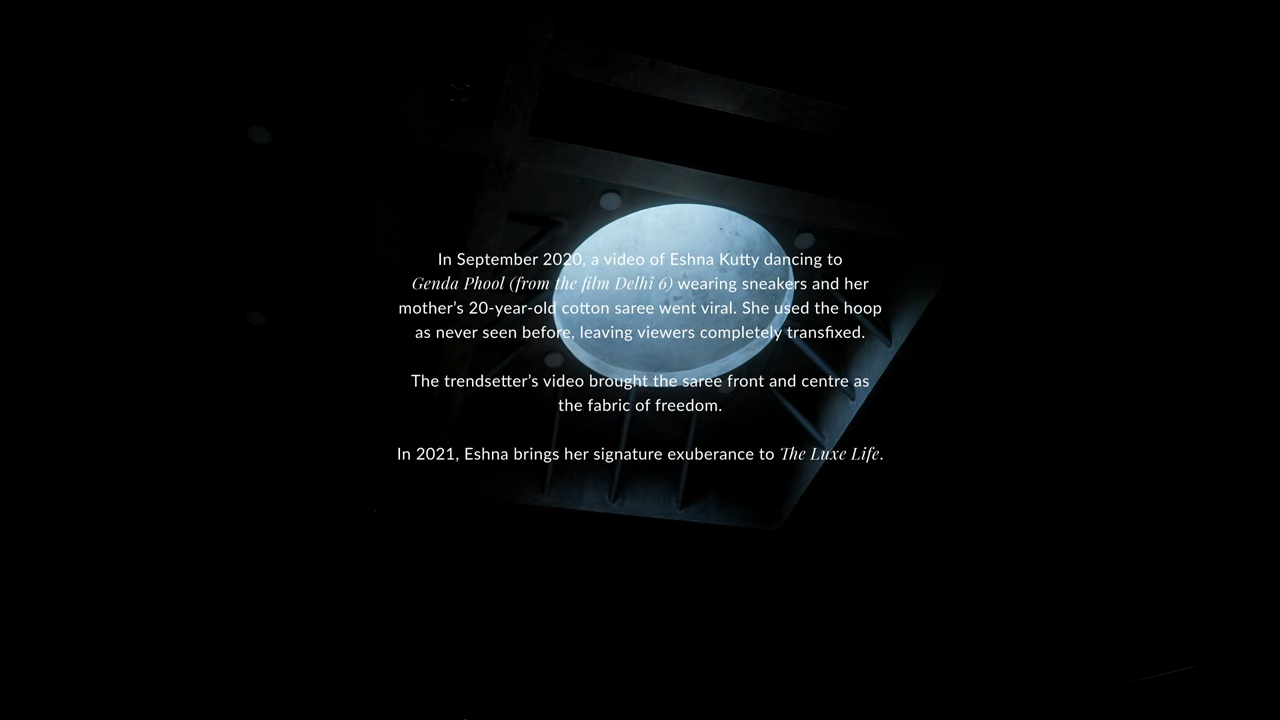 In September 2020, a video of Eshna Kutty dancing to
Genda Phool (from the film Delhi 6) wearing sneakers and her
mother’s 20-year-old cotton saree went viral. She used the hoop
as never seen before, leaving viewers completely transfixed.
The trendsetter’s video brought the saree front and centre as
the fabric of freedom.
In 2021, Eshna brings her signature exuberance to The Luxe Life.